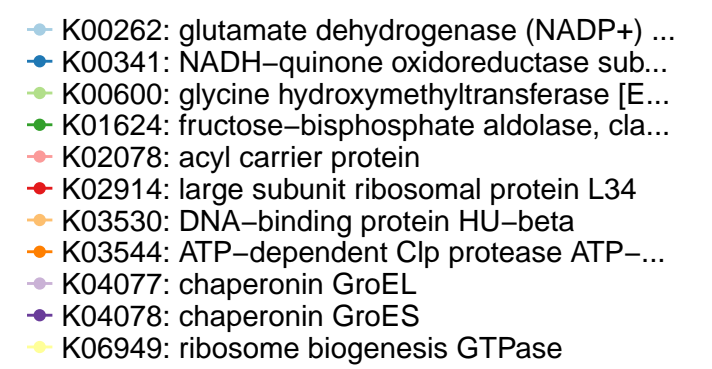 K00262: glutamate dehydrogenase (NADP+) ...
K00341: NADH−quinone oxidoreductase sub...
K00600: glycine hydroxymethyltransferase [E...
K01624: fructose−bisphosphate aldolase, cla...
K02078: acyl carrier protein
K02914: large subunit ribosomal protein L34
K03530: DNA−binding protein HU−beta
K03544: ATP−dependent Clp protease ATP−...
K04077: chaperonin GroEL
K04078: chaperonin GroES
K06949: ribosome biogenesis GTPase